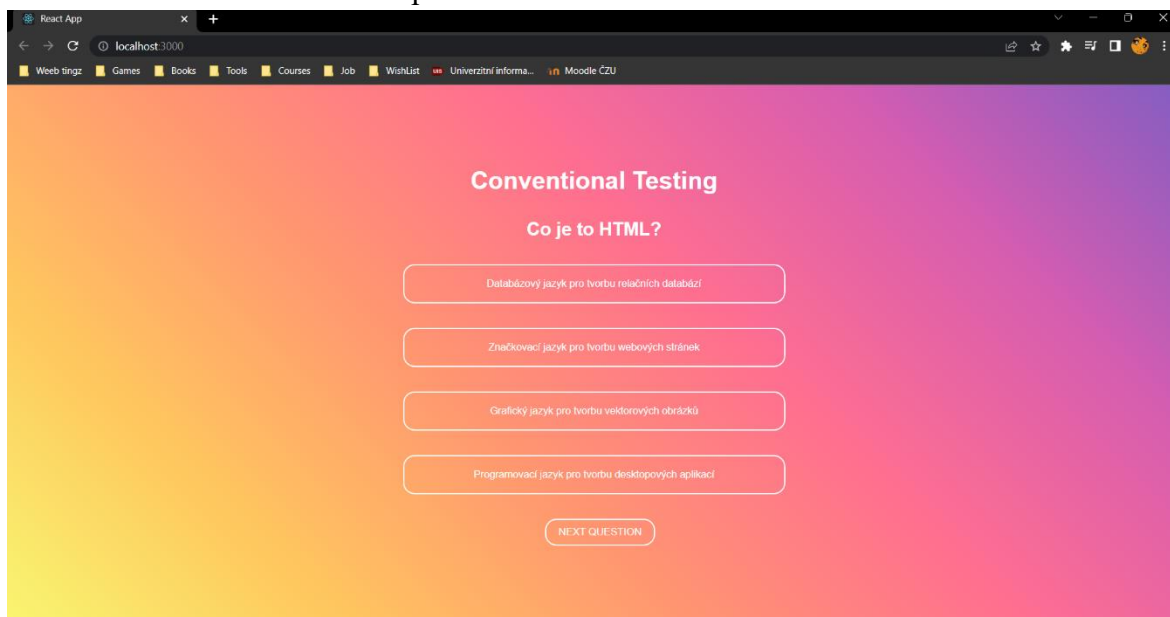 React App
localhost:3000
Weeb tingz Games Books Tools Courses Job WishList Univerzitní informa... Moodle ČZU
Conventional Testing
Co je to HTML?
Databázový jazyk pro tvorbu relačních databází
Značkovací jazyk pro tvorbu webových stránek
Grafický jazyk pro tvorbu vektorových obrázků
Programovací jazyk pro tvorbu desktopových aplikací
NEXT QUESTION